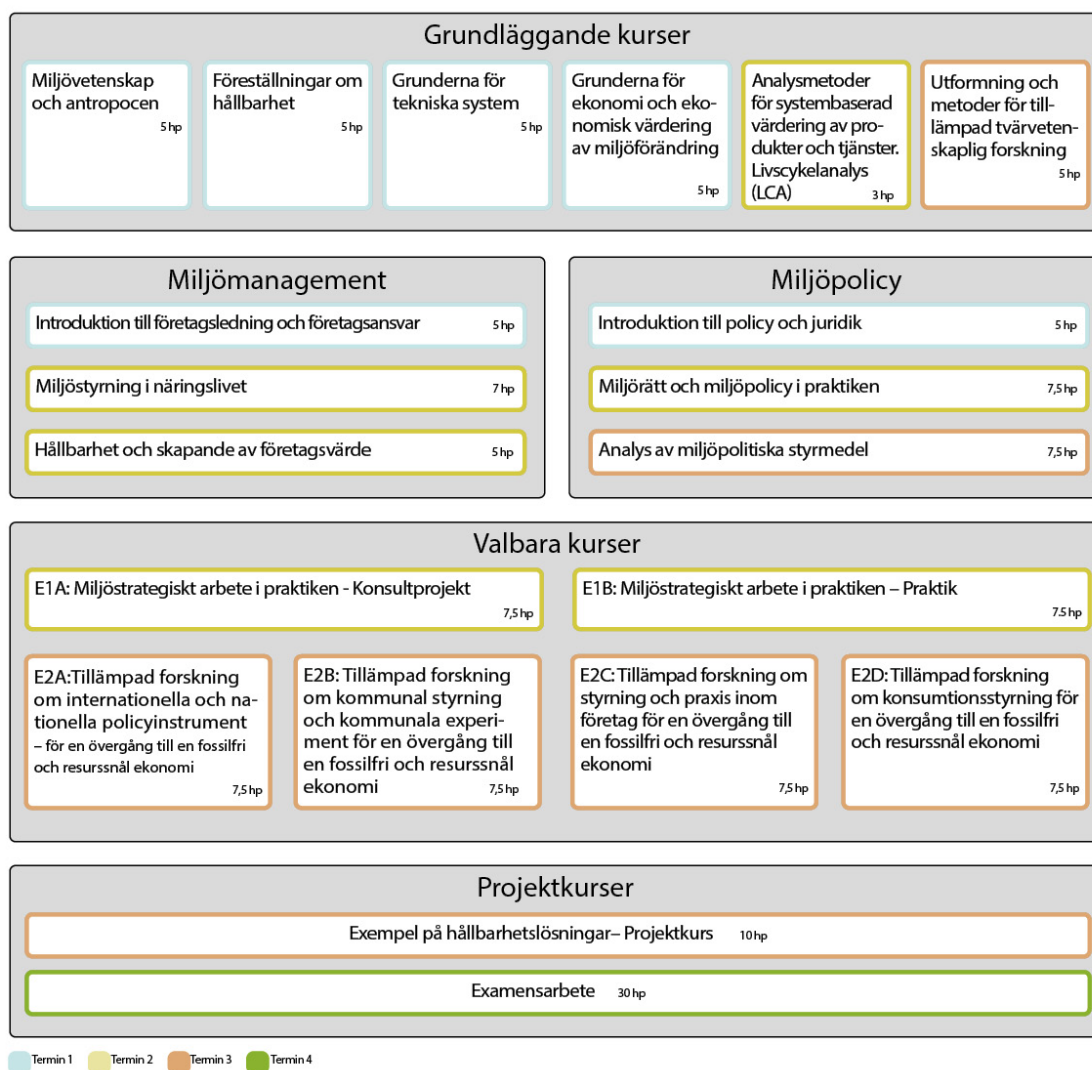 Grundläggande kurser
Miljövetenskap
och antropocen
5 hp
Föreställningar om
hållbarhet
5 hp
Grunderna för
tekniska system
5 hp
Grunderna för
ekonomi och eko-
nomisk värdering
av miljöförändring
5 hp
Analysmetoder
för systembaserad
värdering av pro-
dukter och tjänster.
Livscykelanalys
(LCA) 3 hp
Utformning och
metoder för till-
lämpad tvärveten-
skaplig forskning
5 hp
Miljömanagement
Introduktion till företagsledning och företagsansvar 5 hp
Miljöstyrning i näringslivet 7 hp
Hållbarhet och skapande av företagsvärde 5 hp
Miljöpolicy
Introduktion till policy och juridik 5 hp
Miljörätt och miljöpolicy i praktiken 7,5 hp
Analys av miljöpolitiska styrmedel 7,5 hp
Valbara kurser
E1A: Miljöstrategiskt arbete i praktiken - Konsultprojekt
7,5 hp
E1B: Miljöstrategiskt arbete i praktiken – Praktik
7.5 hp
E2A:Tillämpad forskning
om internationella och na-
tionella policyinstrument
– för en övergång till en fossilfri
och resurssnål ekonomi
7,5 hp
E2B: Tillämpad forskning
om kommunal styrning
och kommunala experi-
ment för en övergång till
en fossilfri och resurssnål
ekonomi 7,5 hp
E2C: Tillämpad forskning om
styrning och praxis inom
företag för en övergång till
en fossilfri och resurssnål
ekonomi
7,5 hp
E2D: Tillämpad forskning
om konsumtionsstyrning för
en övergång till en fossilfri
och resurssnål ekonomi
7,5 hp
Projektkurser
Exempel på hållbarhetslösningar– Projektkurs 10 hp
Examensarbete 30 hp
Termin 1 Termin 2 Termin 3 Termin 4